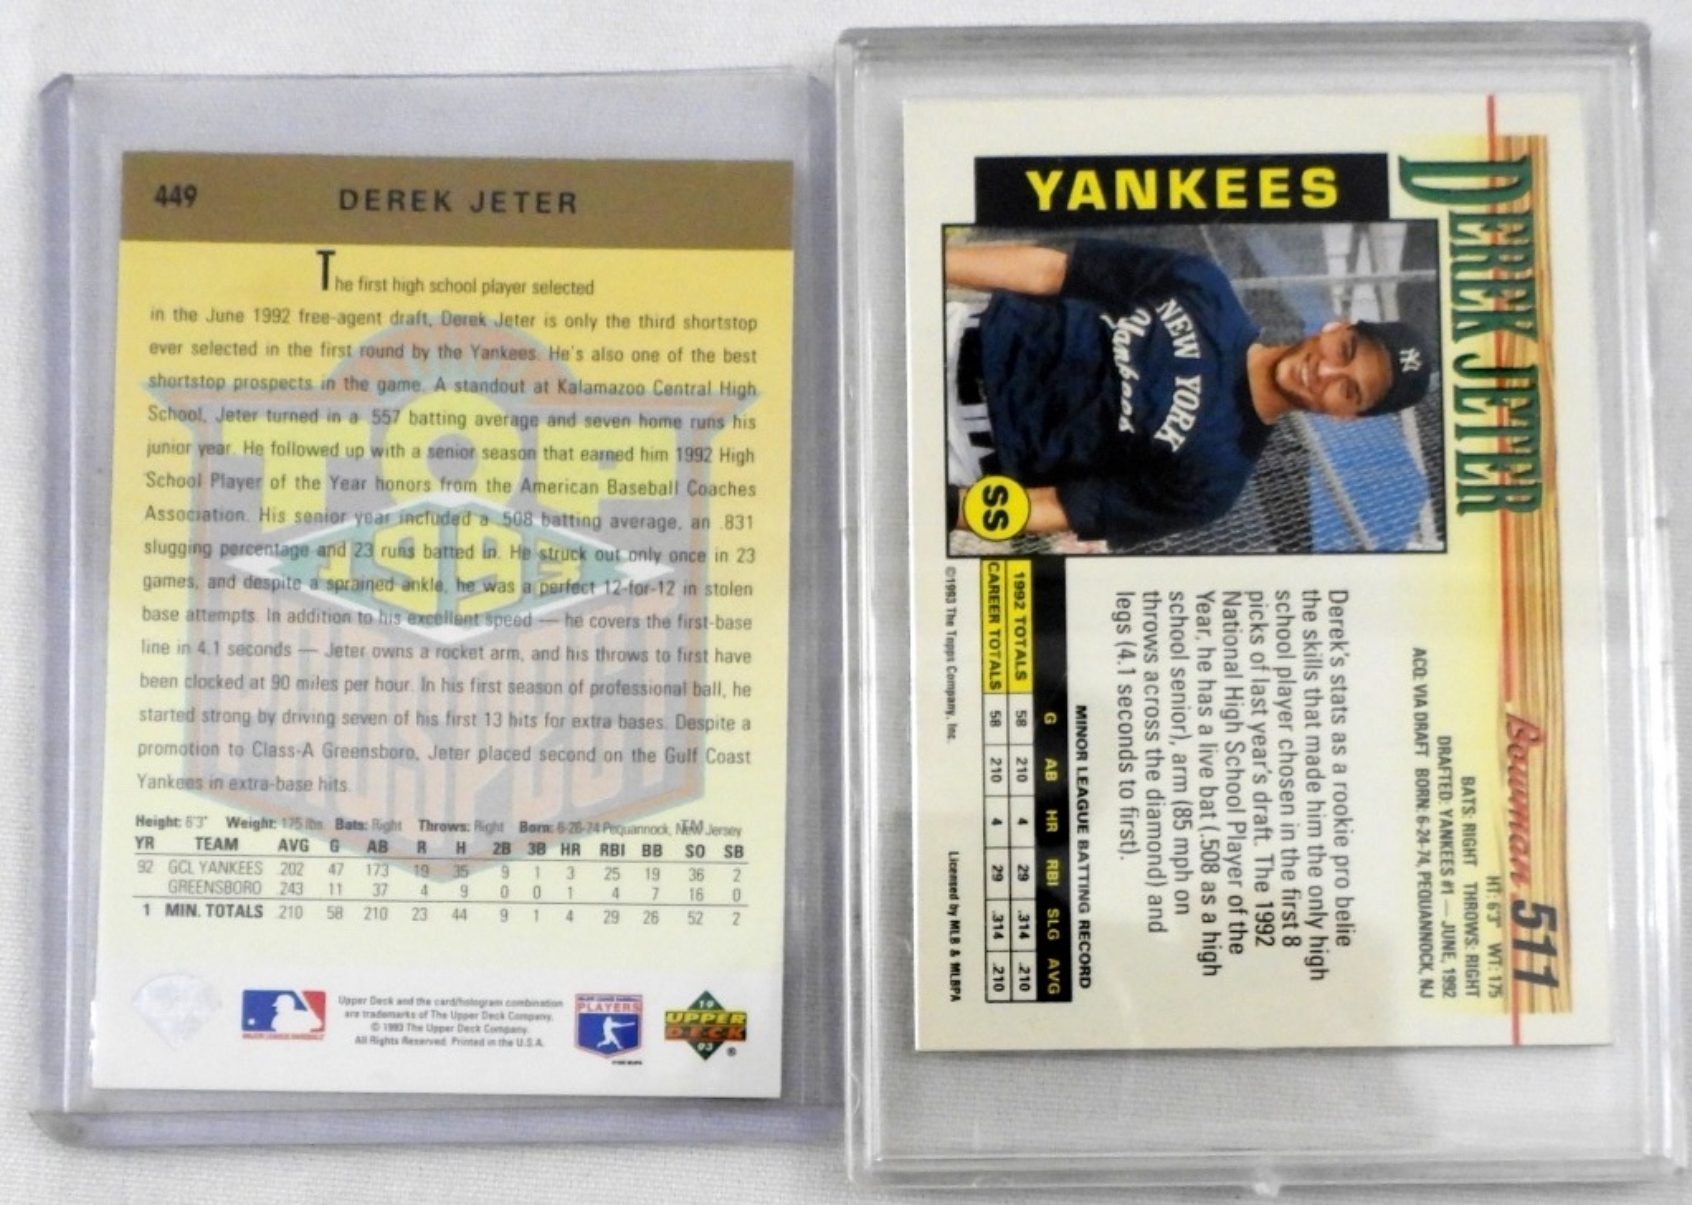 449 DEREK JETER
The first high school player selected
in the June 1992 free-agent draft, Derek Jeter is only the third shortstop
ever selected in the first round by the Yankees. He's also one of the best
shortstop prospects in the game. A standout at Kalamazoo Central High
School, Jeter turned in a .557 batting average and seven home runs his
junior year. He followed up with a senior season that earned him 1992 High
School Player of the Year honors from the American Baseball Coaches
Association. His senior year included a .508 batting average, an .831
slugging percentage and 23 runs batted in. He struck out only once in 23
games, and despite a sprained ankle, he was a perfect 12-for-12 in stolen
base attempts. In addition to his excellent speed — he covers the first-base
line in 4.1 seconds — Jeter owns a rocket arm, and his throws to first have
been clocked at 90 miles per hour. In his first season of professional ball, he
started strong by driving seven of his first 13 hits for extra bases. Despite a
promotion to Class-A Greensboro, Jeter placed second on the Gulf Coast
Yankees in extra-base hits.
TOP
1993
PROSPECT
TM
Height: 6'3" Weight: 175 lbs. Bats: Right Throws: Right Born: 6-26-74 Pequannock, New Jersey
YR TEAM AVG G AB R H 2B 3B HR RBI BB SO SB
92 GCL YANKEES .202 47 173 19 35 9 1 3 25 19 36 2
GREENSBORO .243 11 37 4 9 0 0 1 4 7 16 0
1 MIN. TOTALS .210 58 210 23 44 9 1 4 29 26 52 2
MAJOR LEAGUE BASEBALL
Upper Deck and the card/hologram combination
are trademarks of The Upper Deck Company.
© 1993 The Upper Deck Company.
All Rights Reserved. Printed in the U.S.A.
MAJOR LEAGUE BASEBALL
PLAYERS
19
UPPER
DECK
93
®
Bowman 511
DEREK JETER
HT: 6'3" WT: 175
BATS: RIGHT THROWS: RIGHT
DRAFTED: YANKEES #1 — JUNE, 1992
ACQ: VIA DRAFT BORN: 6-24-74, PEQUANNOCK, NJ
YANKEES
NY
NEW YORK
Yankees
SS
Derek's stats as a rookie pro belie
the skills that made him the only high
school player chosen in the first 8
picks of last year's draft. The 1992
National High School Player of the
Year, he has a live bat (.508 as a high
school senior), arm (85 mph on
throws across the diamond) and
legs (4.1 seconds to first).
MINOR LEAGUE BATTING RECORD
G AB HR RBI SLG AVG
1992 TOTALS 58 210 4 29 .314 .210
CAREER TOTALS 58 210 4 29 .314 .210
©1993 The Topps Company, Inc. Licensed by MLB & MLBPA